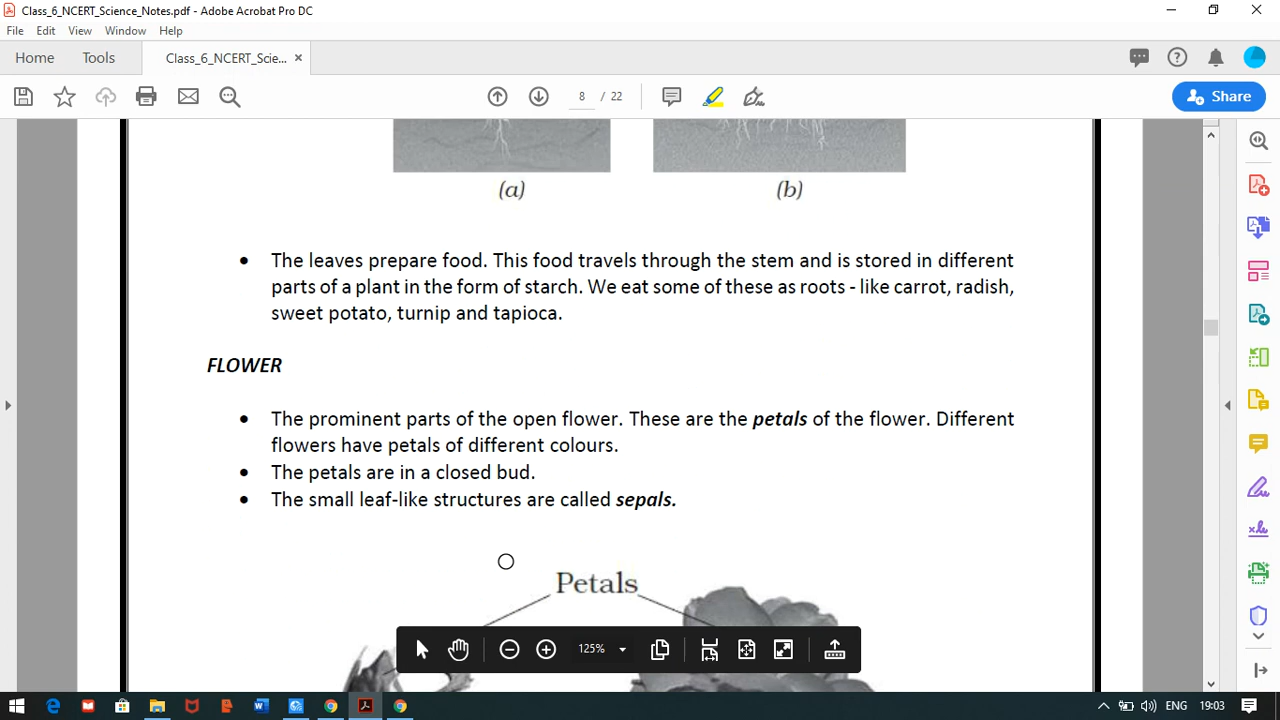 Class_6_NCERT_Science_Notes.pdf - Adobe Acrobat Pro DC
File Edit View Window Help
Home Tools Class_6_NCERT_Scie... ×
8 / 22
Share
(a) (b)
• The leaves prepare food. This food travels through the stem and is stored in different
parts of a plant in the form of starch. We eat some of these as roots - like carrot, radish,
sweet potato, turnip and tapioca.
FLOWER
• The prominent parts of the open flower. These are the petals of the flower. Different
flowers have petals of different colours.
• The petals are in a closed bud.
• The small leaf-like structures are called sepals.
Petals
125%
ENG 19:03